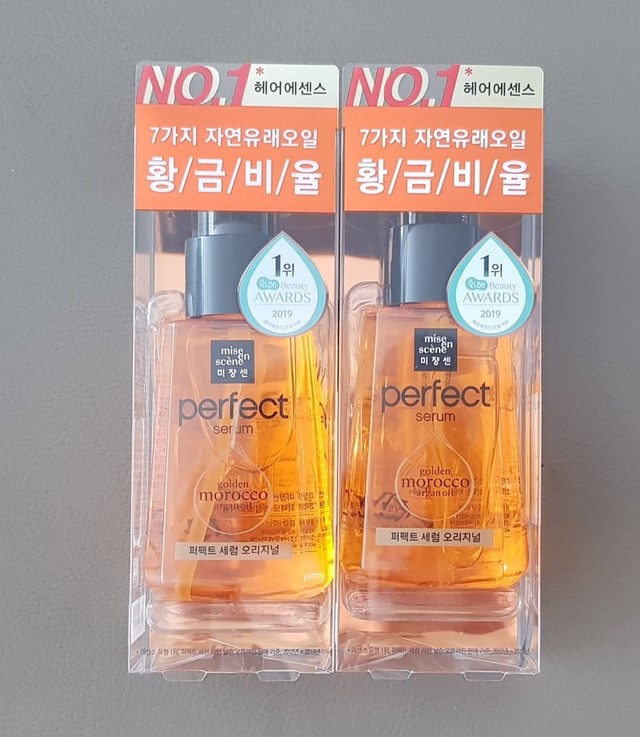 NO.1* 헤어에센스
7가지 자연유래오일
황/금/비/율
1위
Beauty
AWARDS
2019
mise
en
scène
미쟝센
perfect
serum
golden
morocco
argan oil
퍼펙트 세럼 오리지널
NO.1* 헤어에센스
7가지 자연유래오일
황/금/비/율
1위
Beauty
AWARDS
2019
mise
en
scène
미쟝센
perfect
serum
golden
morocco
argan oil
퍼펙트 세럼 오리지널